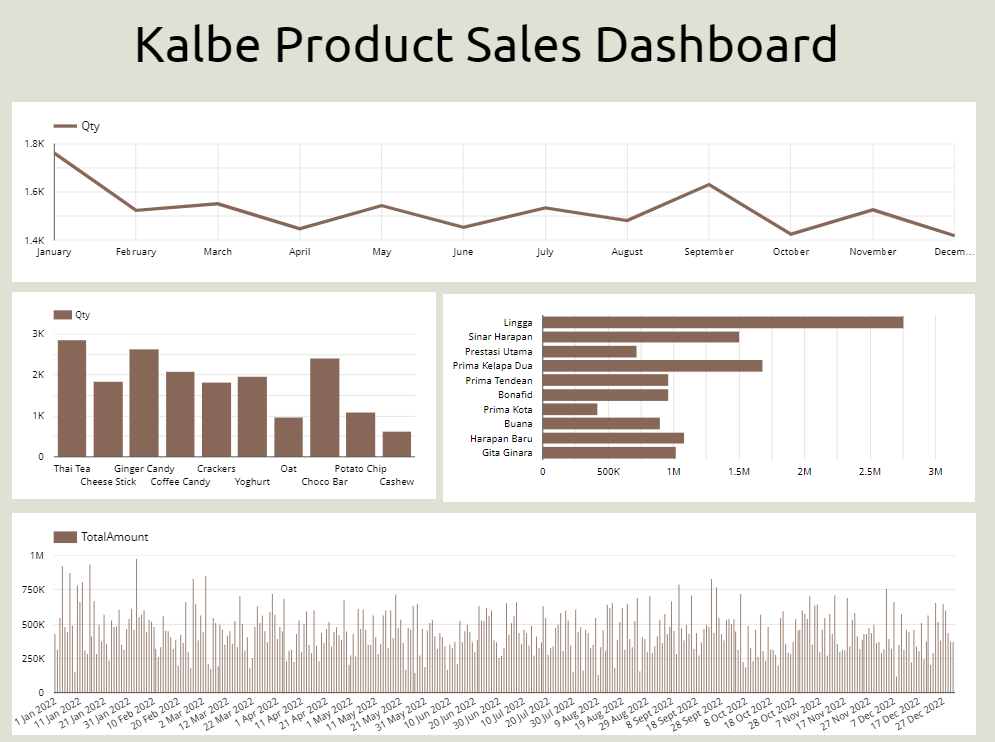 Kalbe Product Sales Dashboard
Qty
1.8K
1.6K
1.4K
January February March April May June July August September October November Decem...
Qty
3K
2K
1K
0
Thai Tea Ginger Candy Crackers Oat Potato Chip
Cheese Stick Coffee Candy Yoghurt Choco Bar Cashew
Lingga
Sinar Harapan
Prestasi Utama
Prima Kelapa Dua
Prima Tendean
Bonafid
Prima Kota
Buana
Harapan Baru
Gita Ginara
0 500K 1M 1.5M 2M 2.5M 3M
TotalAmount
1M
750K
500K
250K
0
1 Jan 2022 11 Jan 2022 21 Jan 2022 31 Jan 2022 10 Feb 2022 20 Feb 2022 2 Mar 2022 12 Mar 2022 22 Mar 2022 1 Apr 2022 11 Apr 2022 21 Apr 2022 1 May 2022 11 May 2022 21 May 2022 31 May 2022 10 Jun 2022 20 Jun 2022 30 Jun 2022 10 Jul 2022 20 Jul 2022 30 Jul 2022 9 Aug 2022 19 Aug 2022 29 Aug 2022 8 Sept 2022 18 Sept 2022 28 Sept 2022 8 Oct 2022 18 Oct 2022 28 Oct 2022 7 Nov 2022 17 Nov 2022 27 Nov 2022 7 Dec 2022 17 Dec 2022 27 Dec 2022